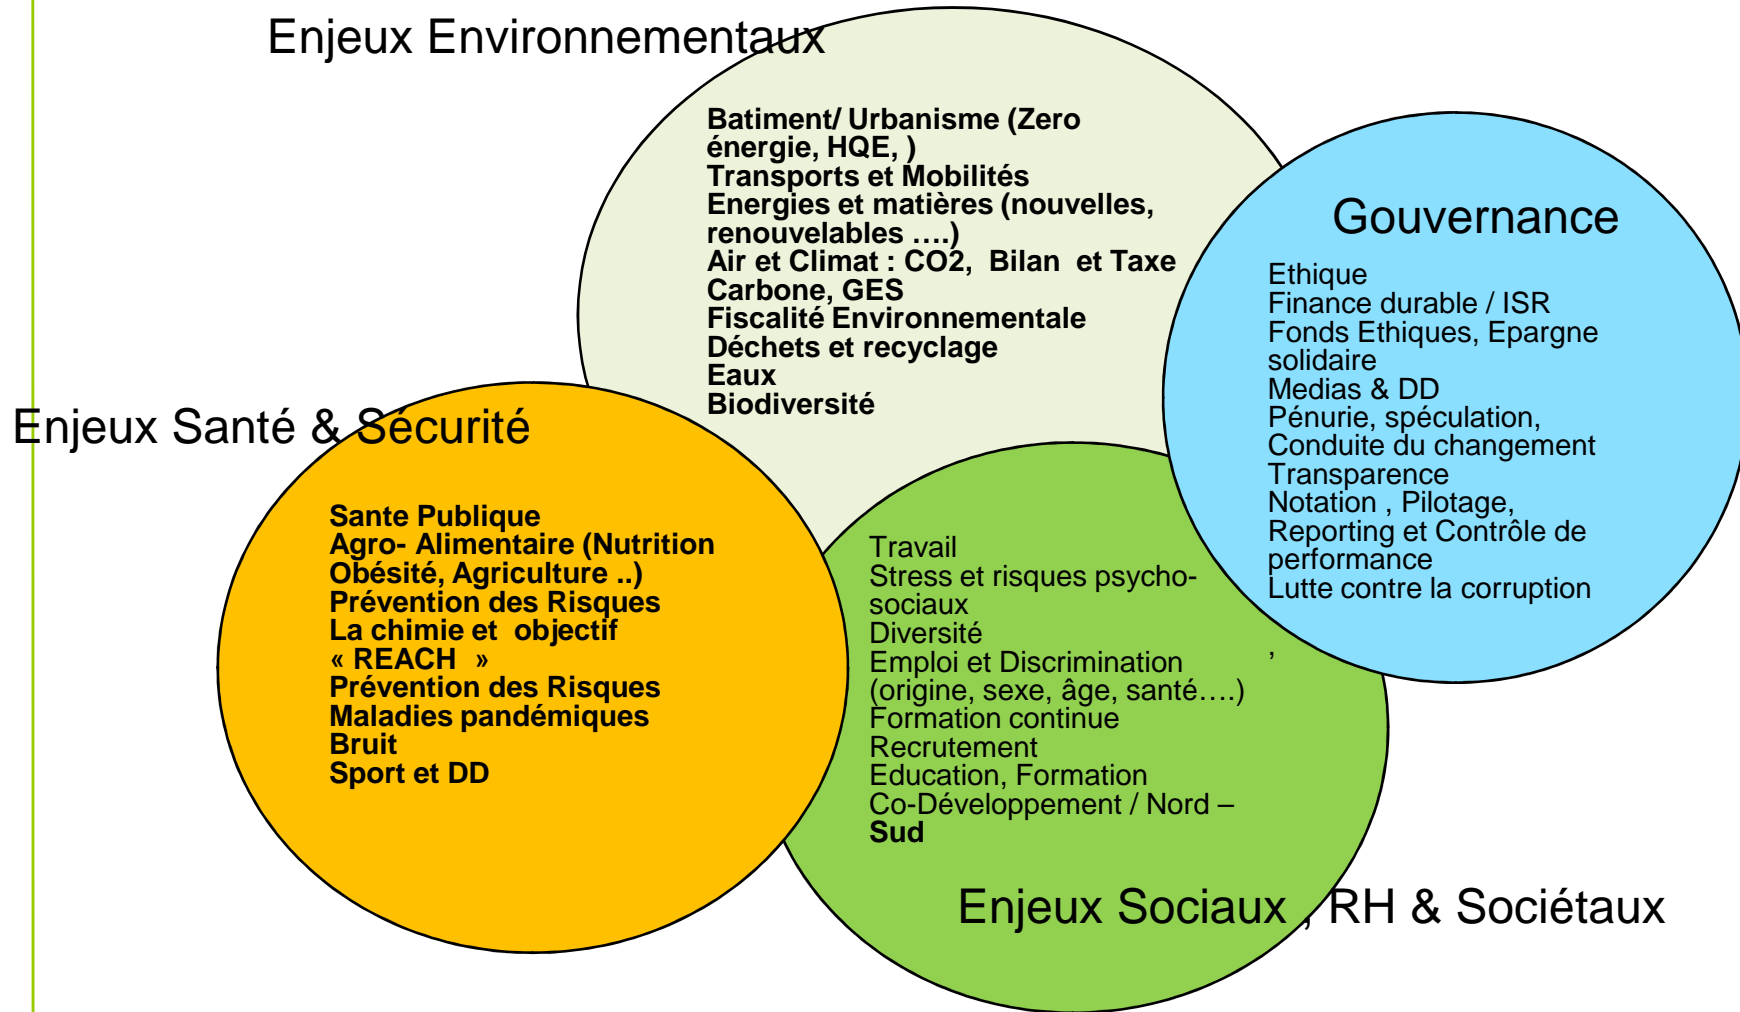 Enjeux Environnementaux
Batiment/ Urbanisme (Zero
énergie, HQE, )
Transports et Mobilités
Energies et matières (nouvelles,
renouvelables ....)
Air et Climat : CO2, Bilan et Taxe
Carbone, GES
Fiscalité Environnementale
Déchets et recyclage
Eaux
Biodiversité
Gouvernance
Ethique
Finance durable / ISR
Fonds Ethiques, Epargne
solidaire
Medias & DD
Pénurie, spéculation,
Conduite du changement
Transparence
Notation , Pilotage,
Reporting et Contrôle de
performance
Lutte contre la corruption
,
Enjeux Santé & Sécurité
Sante Publique
Agro- Alimentaire (Nutrition
Obésité, Agriculture ..)
Prévention des Risques
La chimie et objectif
« REACH »
Prévention des Risques
Maladies pandémiques
Bruit
Sport et DD
Travail
Stress et risques psycho-
sociaux
Diversité
Emploi et Discrimination
(origine, sexe, âge, santé....)
Formation continue
Recrutement
Education, Formation
Co-Développement / Nord –
Sud
Enjeux Sociaux , RH & Sociétaux